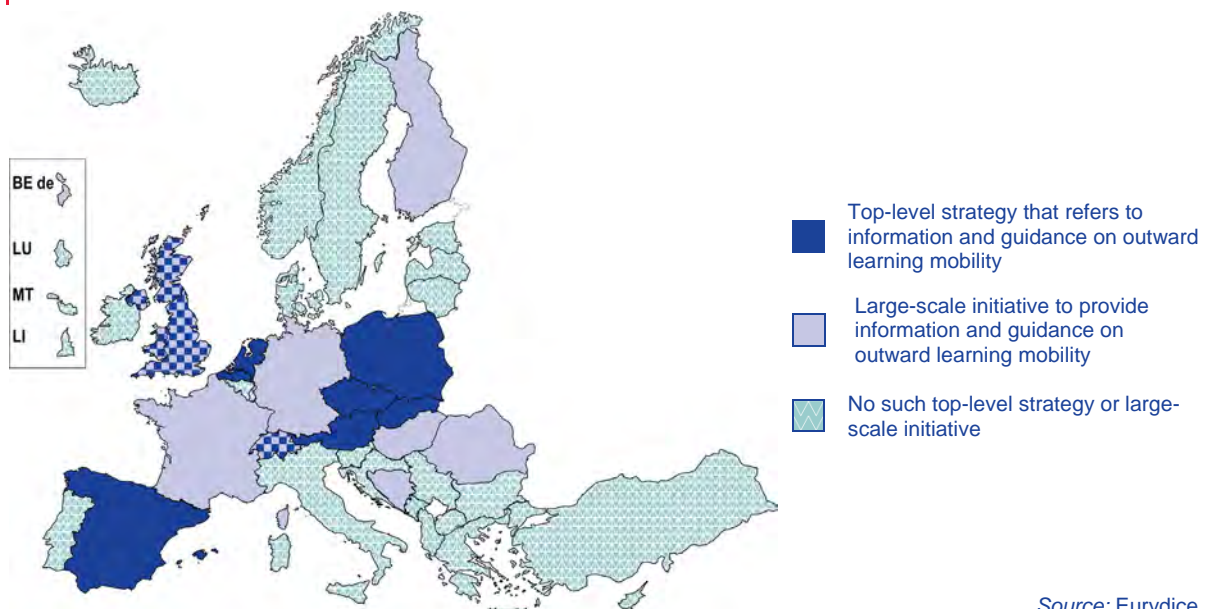 BE de
LU
MT
LI
Top-level strategy that refers to
information and guidance on outward
learning mobility
Large-scale initiative to provide
information and guidance on
outward learning mobility
No such top-level strategy or large-
scale initiative
Source: Eurydice